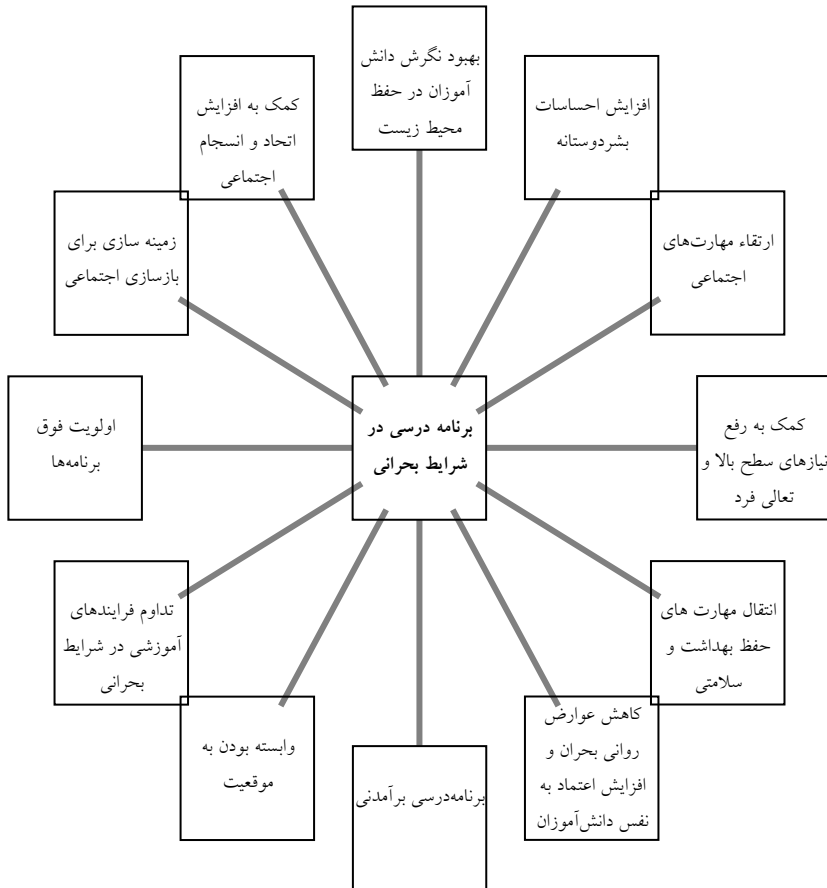 بهبود نگرش دانش
آموزان در حفظ
محیط زیست
افزایش احساسات
بشردوستانه
ارتقاء مهارت‌های
اجتماعی
کمک به رفع
نیازهای سطح بالا و
تعالی فرد
انتقال مهارت های
حفظ بهداشت و
سلامتی
کاهش عوارض
روانی بحران و
افزایش اعتماد به
نفس دانش‌آموزان
برنامه‌درسی برآمدنی
وابسته بودن به
موقعیت
تداوم فرایندهای
آموزشی در شرایط
بحرانی
اولویت فوق
برنامه‌ها
زمینه سازی برای
بازسازی اجتماعی
کمک به افزایش
اتحاد و انسجام
اجتماعی
برنامه درسی در
شرایط بحرانی